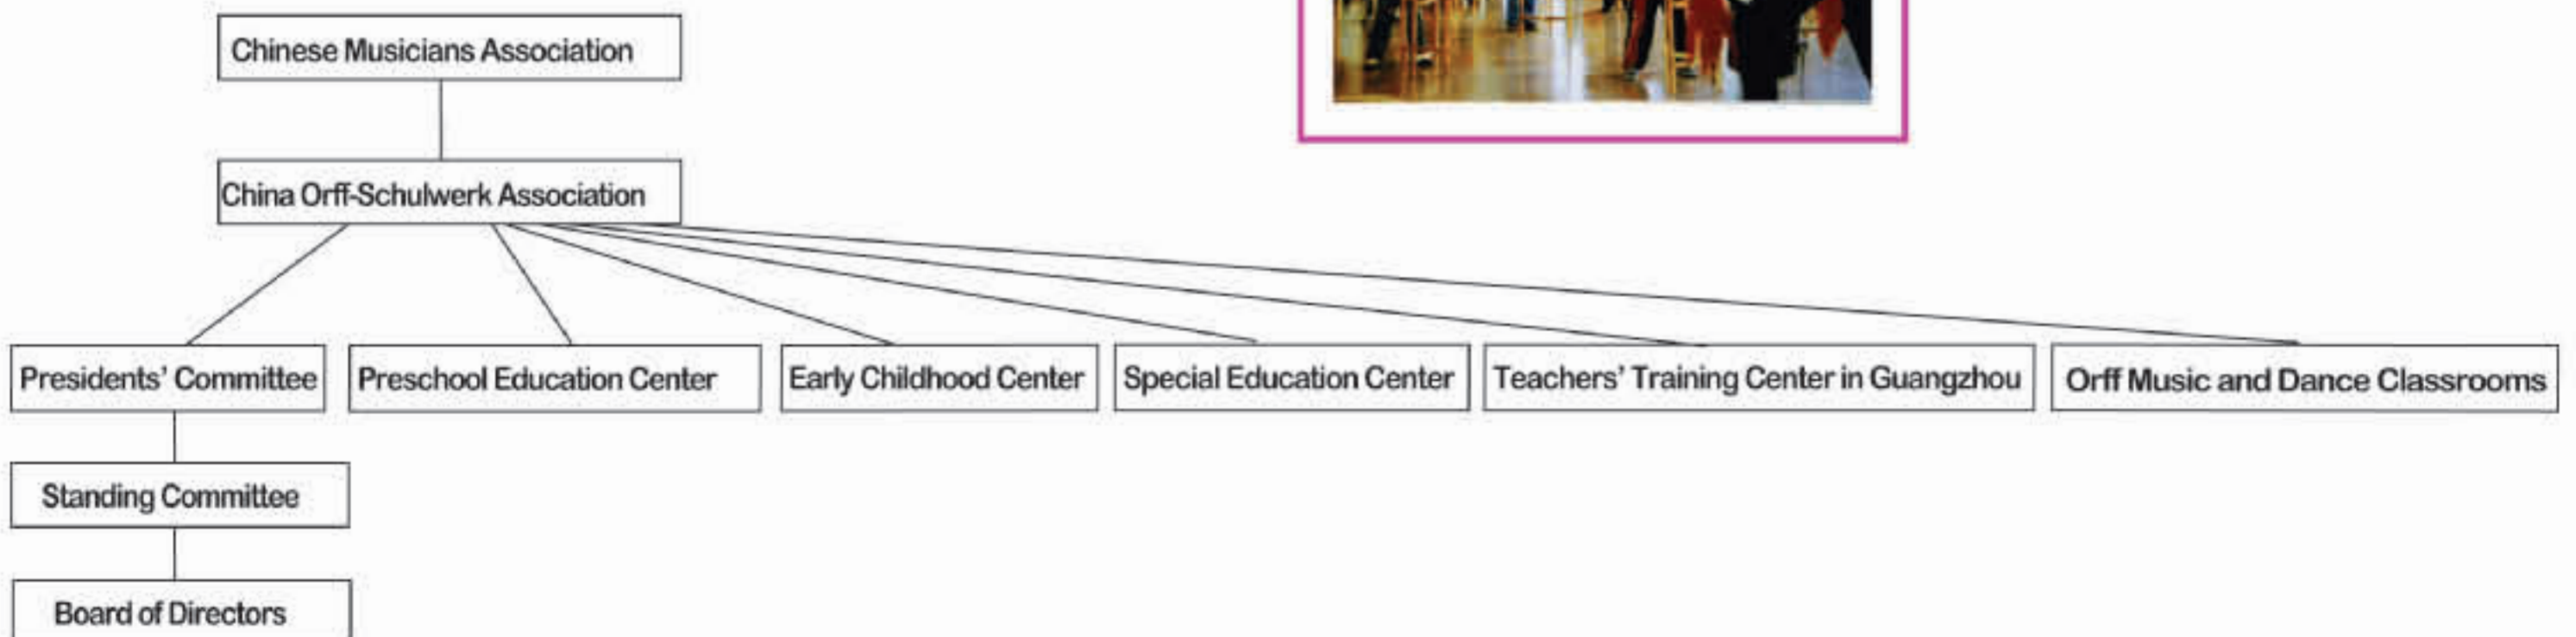 Chinese Musicians Association
China Orff-Schulwerk Association
Presidents’ Committee
Preschool Education Center
Early Childhood Center
Special Education Center
Teachers’ Training Center in Guangzhou
Orff Music and Dance Classrooms
Standing Committee
Board of Directors